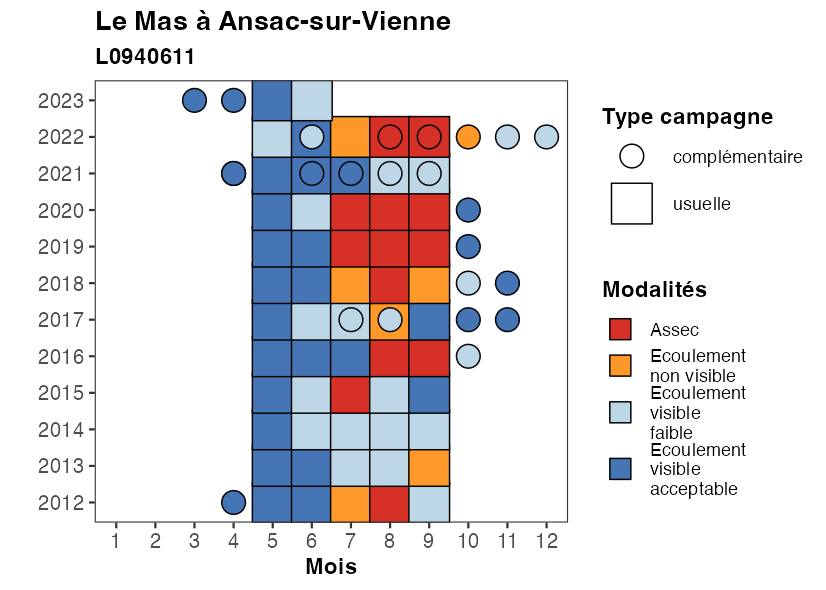 Le Mas à Ansac-sur-Vienne
L0940611
2023
2022
2021
2020
2019
2018
2017
2016
2015
2014
2013
2012
1 2 3 4 5 6 7 8 9 10 11 12
Mois
Type campagne
complémentaire
usuelle
Modalités
Assec
Ecoulement
non visible
Ecoulement
visible
faible
Ecoulement
visible
acceptable